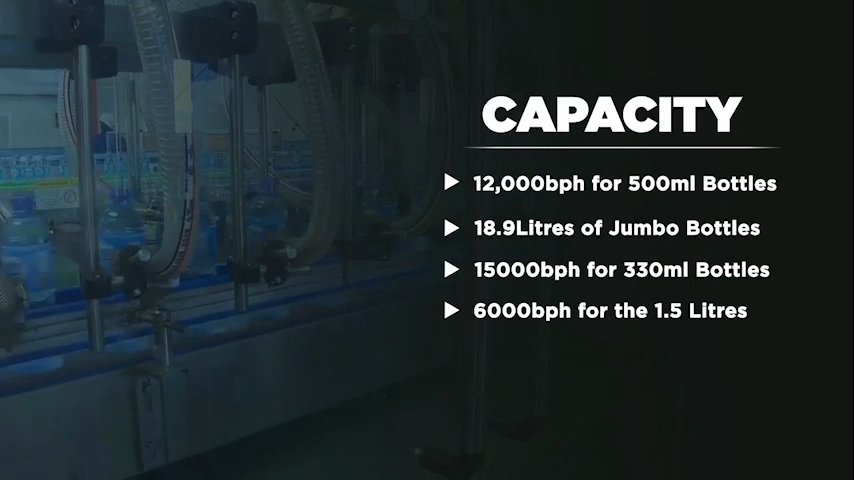 CAPACITY
12,000bph for 500ml Bottles
18.9Litres of Jumbo Bottles
15000bph for 330ml Bottles
6000bph for the 1.5 Litres